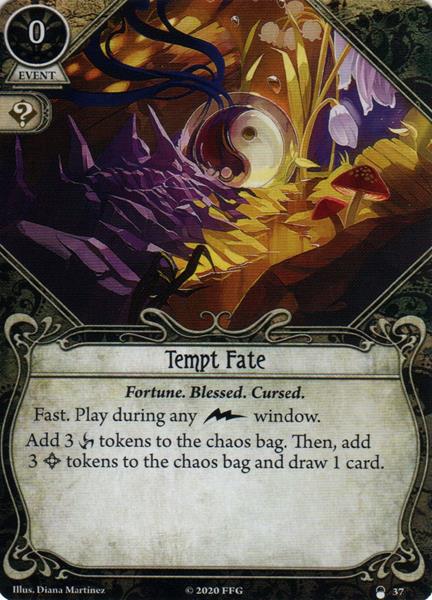 0
EVENT
?
Tempt Fate
Fortune. Blessed. Cursed.
Fast. Play during any window.
Add 3 tokens to the chaos bag. Then, add
3 tokens to the chaos bag and draw 1 card.
Illus. Diana Martinez © 2020 FFG 37